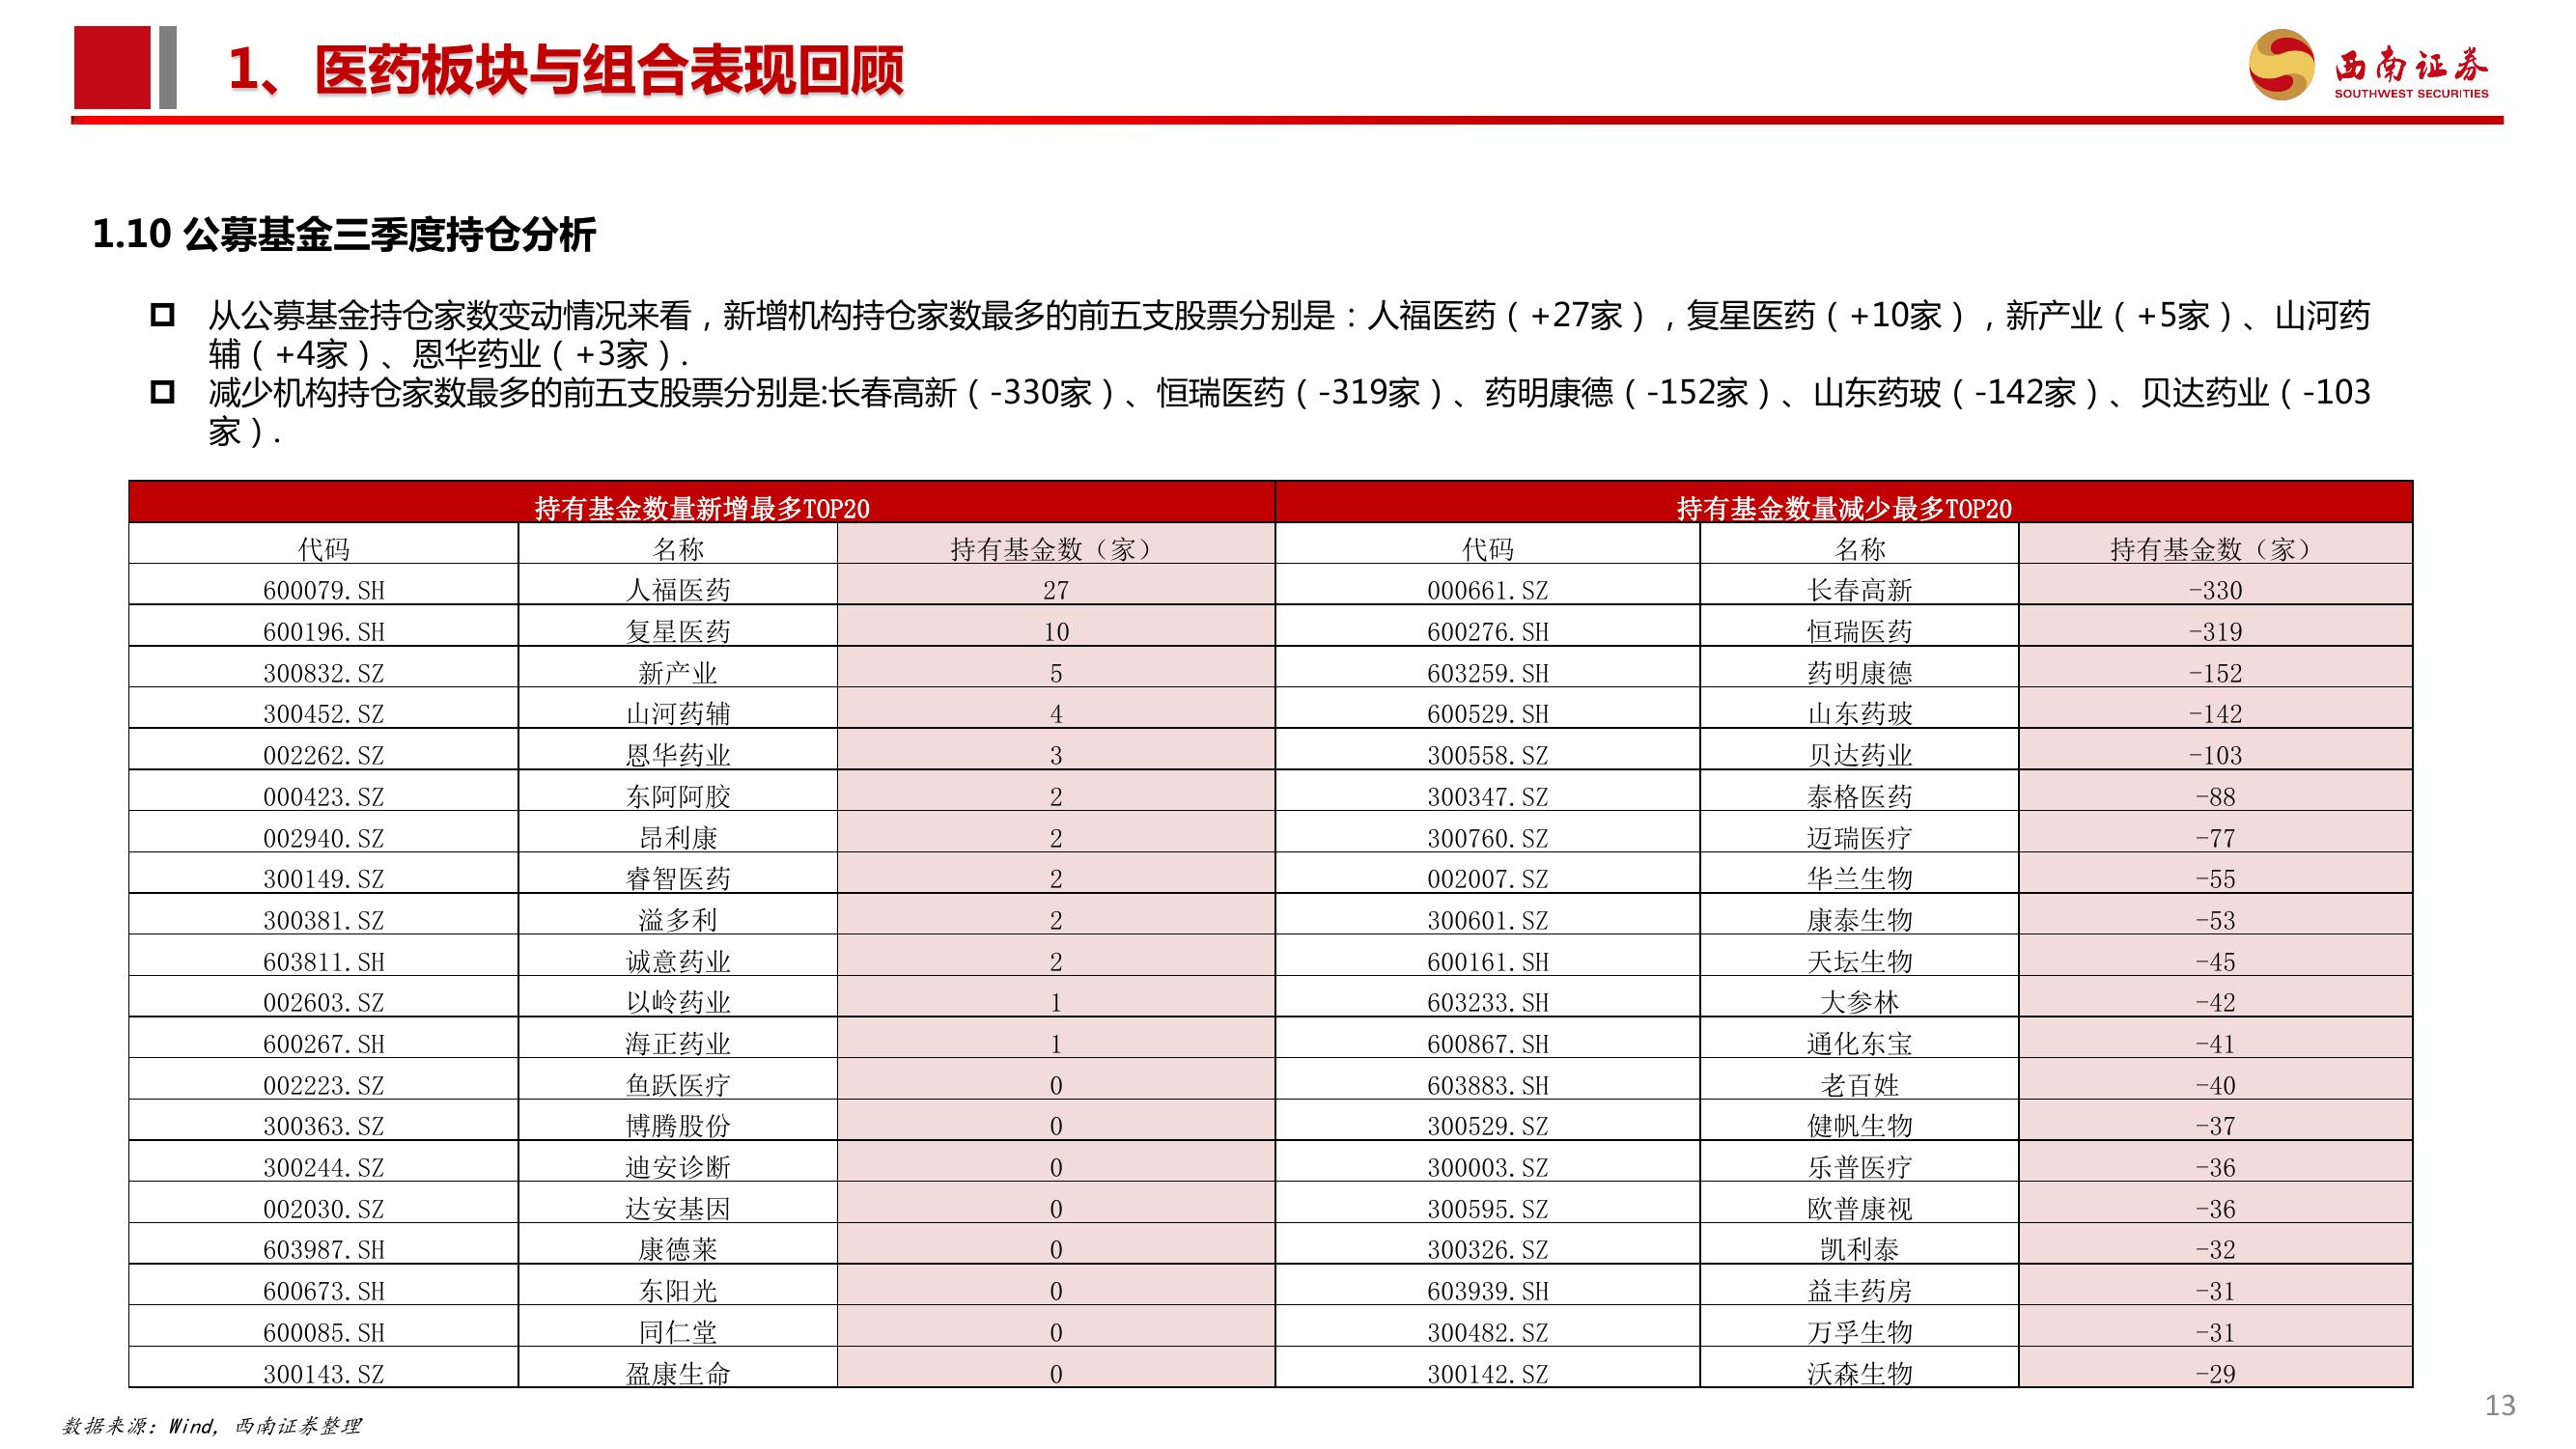 1、医药板块与组合表现回顾
西南证券
SOUTHWEST SECURITIES
1.10 公募基金三季度持仓分析
从公募基金持仓家数变动情况来看，新增机构持仓家数最多的前五支股票分别是：人福医药（+27家），复星医药（+10家），新产业（+5家）、山河药
辅（+4家）、恩华药业（+3家）.
减少机构持仓家数最多的前五支股票分别是:长春高新（-330家）、恒瑞医药（-319家）、药明康德（-152家）、山东药玻（-142家）、贝达药业（-103
家）.
持有基金数量新增最多TOP20 持有基金数量减少最多TOP20
代码 名称 持有基金数（家） 代码 名称 持有基金数（家）
600079.SH 人福医药 27 000661.SZ 长春高新 -330
600196.SH 复星医药 10 600276.SH 恒瑞医药 -319
300832.SZ 新产业 5 603259.SH 药明康德 -152
300452.SZ 山河药辅 4 600529.SH 山东药玻 -142
002262.SZ 恩华药业 3 300558.SZ 贝达药业 -103
000423.SZ 东阿阿胶 2 300347.SZ 泰格医药 -88
002940.SZ 昂利康 2 300760.SZ 迈瑞医疗 -77
300149.SZ 睿智医药 2 002007.SZ 华兰生物 -55
300381.SZ 溢多利 2 300601.SZ 康泰生物 -53
603811.SH 诚意药业 2 600161.SH 天坛生物 -45
002603.SZ 以岭药业 1 603233.SH 大参林 -42
600267.SH 海正药业 1 600867.SH 通化东宝 -41
002223.SZ 鱼跃医疗 0 603883.SH 老百姓 -40
300363.SZ 博腾股份 0 300529.SZ 健帆生物 -37
300244.SZ 迪安诊断 0 300003.SZ 乐普医疗 -36
002030.SZ 达安基因 0 300595.SZ 欧普康视 -36
603987.SH 康德莱 0 300326.SZ 凯利泰 -32
600673.SH 东阳光 0 603939.SH 益丰药房 -31
600085.SH 同仁堂 0 300482.SZ 万孚生物 -31
300143.SZ 盈康生命 0 300142.SZ 沃森生物 -29
数据来源：Wind，西南证券整理
13